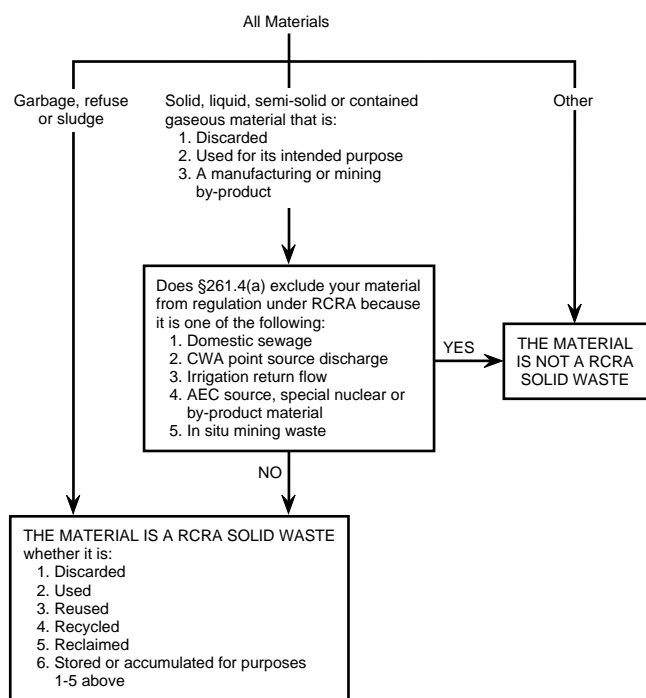 All Materials
Garbage, refuse
or sludge
Solid, liquid, semi-solid or contained
gaseous material that is:
1. Discarded
2. Used for its intended purpose
3. A manufacturing or mining
by-product
Other
Does §261.4(a) exclude your material
from regulation under RCRA because
it is one of the following:
1. Domestic sewage
2. CWA point source discharge
3. Irrigation return flow
4. AEC source, special nuclear or
by-product material
5. In situ mining waste
YES
THE MATERIAL
IS NOT A RCRA
SOLID WASTE
NO
THE MATERIAL IS A RCRA SOLID WASTE
whether it is:
1. Discarded
2. Used
3. Reused
4. Recycled
5. Reclaimed
6. Stored or accumulated for purposes
1-5 above